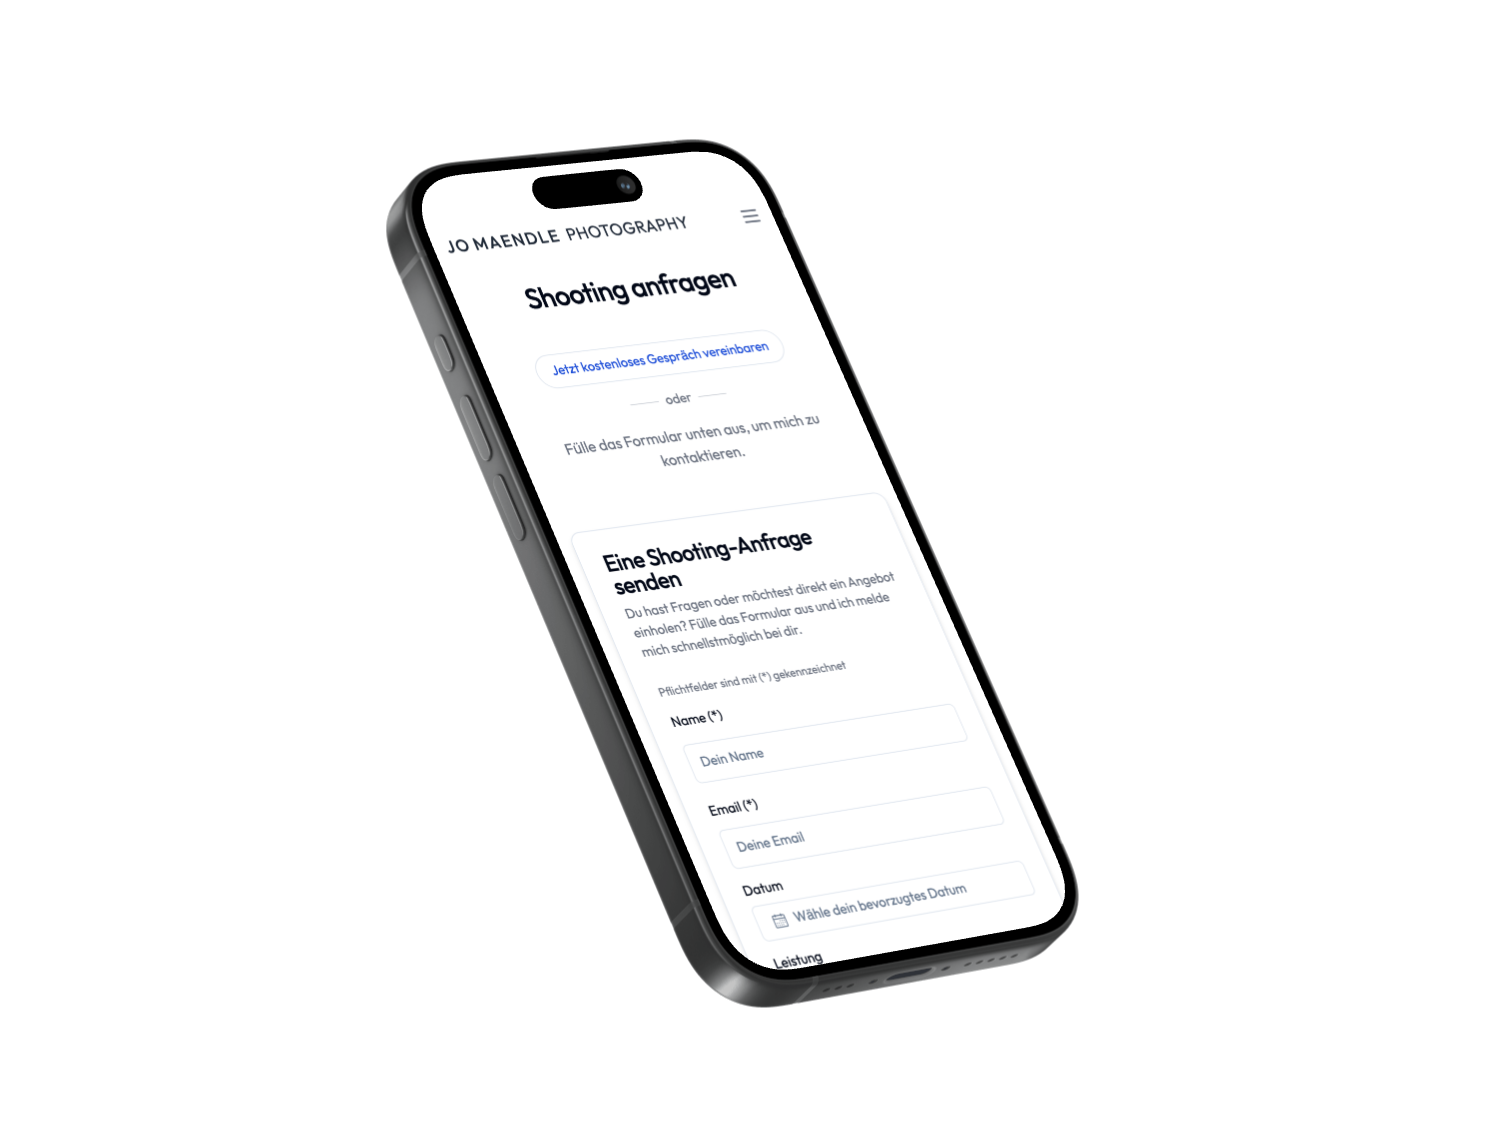 JO MAENDLE PHOTOGRAPHY
Shooting anfragen
Jetzt kostenloses Gespräch vereinbaren
oder
Fülle das Formular unten aus, um mich zu
kontaktieren.
Eine Shooting-Anfrage
senden
Du hast Fragen oder möchtest direkt ein Angebot
einholen? Fülle das Formular aus und ich melde
mich schnellstmöglich bei dir.
Pflichtfelder sind mit (*) gekennzeichnet
Name (*)
Dein Name
Email (*)
Deine Email
Datum
Wähle dein bevorzugtes Datum
Leistung